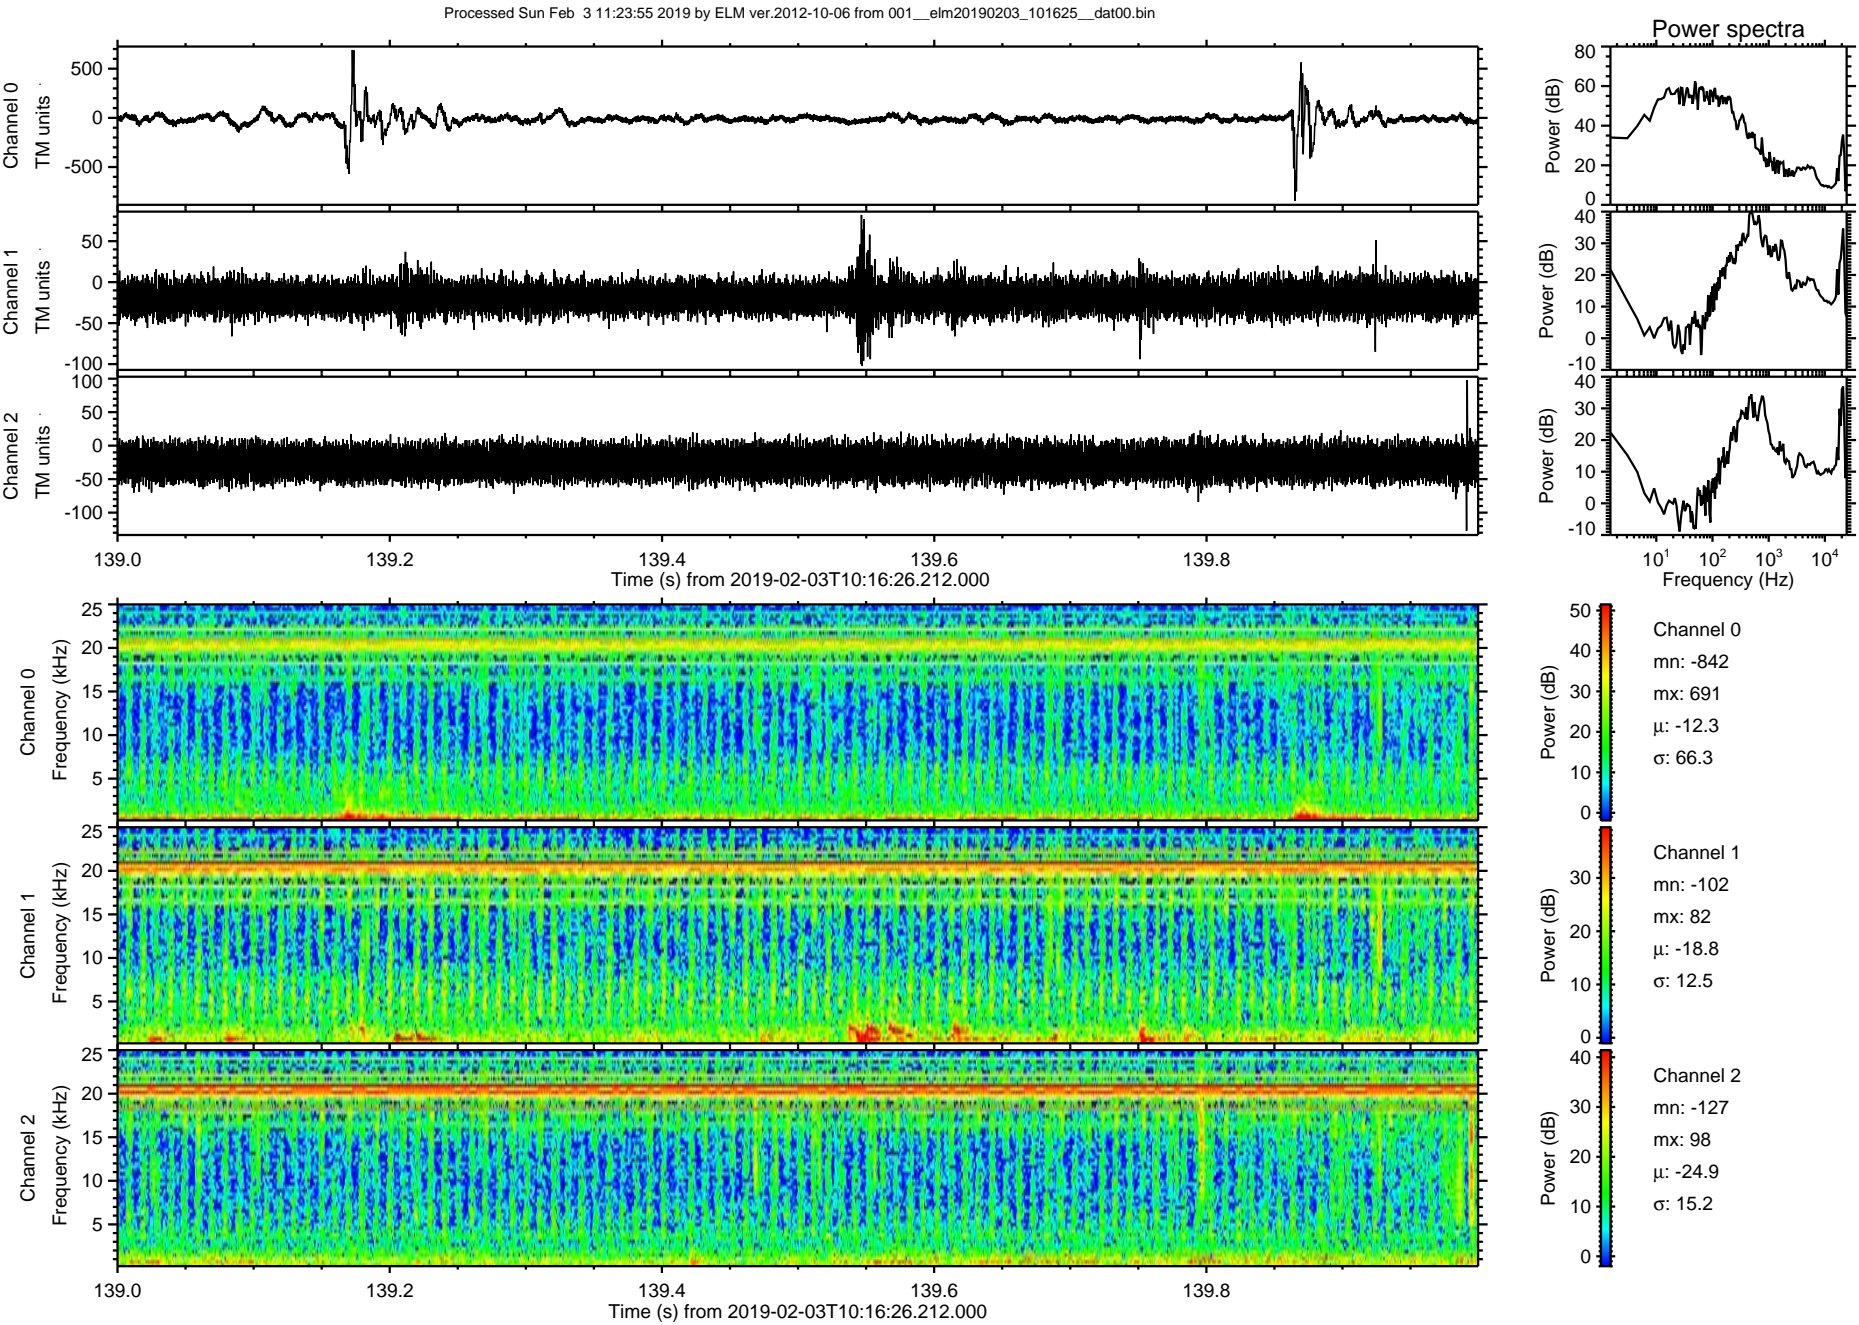 Processed Sun Feb  3 11:23:55 2019 by ELM ver.2012-10-06 from 001__elm20190203_101625__dat00.bin
Power spectra
Channel 0
TM units
500
0
-500
Power (dB)
80
60
40
20
0
Channel 1
TM units
50
0
-50
-100
Power (dB)
40
30
20
10
0
-10
Channel 2
TM units
100
50
0
-50
-100
Power (dB)
40
30
20
10
0
-10
139.0 139.2 139.4 139.6 139.8
Time (s) from 2019-02-03T10:16:26.212.000
10¹ 10² 10³ 10⁴
Frequency (Hz)
Channel 0
Frequency (kHz)
25
20
15
10
5
Power (dB)
50
40
30
20
10
0
Channel 0
mn: -842
mx: 691
μ: -12.3
σ: 66.3
Channel 1
Frequency (kHz)
25
20
15
10
5
Power (dB)
30
20
10
0
Channel 1
mn: -102
mx: 82
μ: -18.8
σ: 12.5
Channel 2
Frequency (kHz)
25
20
15
10
5
Power (dB)
40
30
20
10
0
Channel 2
mn: -127
mx: 98
μ: -24.9
σ: 15.2
139.0 139.2 139.4 139.6 139.8
Time (s) from 2019-02-03T10:16:26.212.000